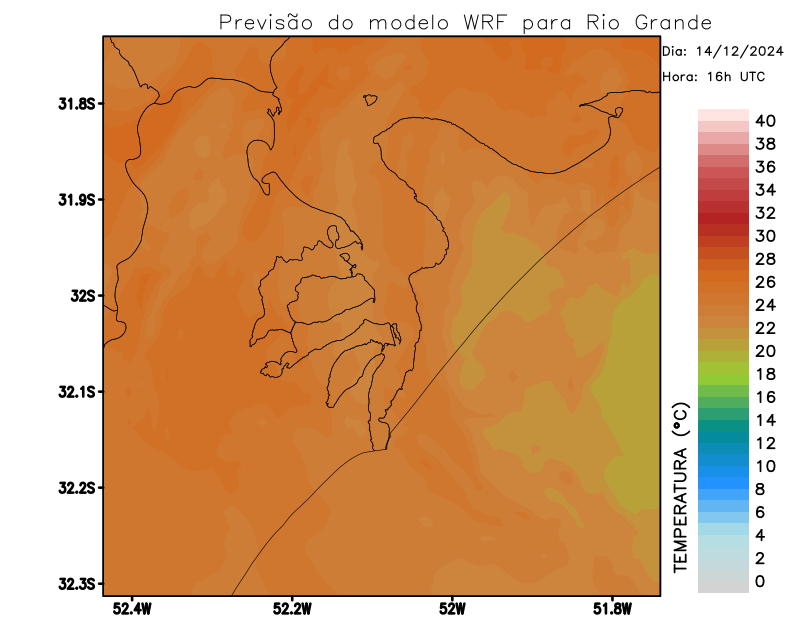 Previsão do modelo WRF para Rio Grande
Dia: 14/12/2024
Hora: 16h UTC
31.8S
31.9S
32S
32.1S
32.2S
32.3S
52.4W
52.2W
52W
51.8W
TEMPERATURA (°C)
40
38
36
34
32
30
28
26
24
22
20
18
16
14
12
10
8
6
4
2
0